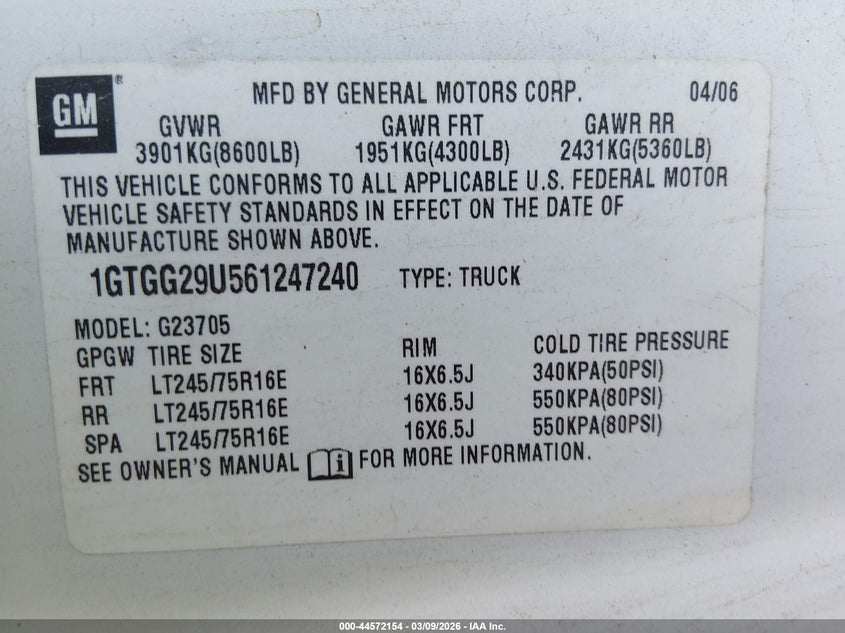 GM®
MFD BY GENERAL MOTORS CORP. 04/06
GVWR GAWR FRT GAWR RR
3901KG(8600LB) 1951KG(4300LB) 2431KG(5360LB)
THIS VEHICLE CONFORMS TO ALL APPLICABLE U.S. FEDERAL MOTOR
VEHICLE SAFETY STANDARDS IN EFFECT ON THE DATE OF
MANUFACTURE SHOWN ABOVE.
1GTGG29U561247240 TYPE: TRUCK
MODEL: G23705
GPGW TIRE SIZE RIM COLD TIRE PRESSURE
FRT LT245/75R16E 16X6.5J 340KPA(50PSI)
RR LT245/75R16E 16X6.5J 550KPA(80PSI)
SPA LT245/75R16E 16X6.5J 550KPA(80PSI)
SEE OWNER'S MANUAL i FOR MORE INFORMATION.
000-44572154 - 03/09/2026 - IAA Inc.